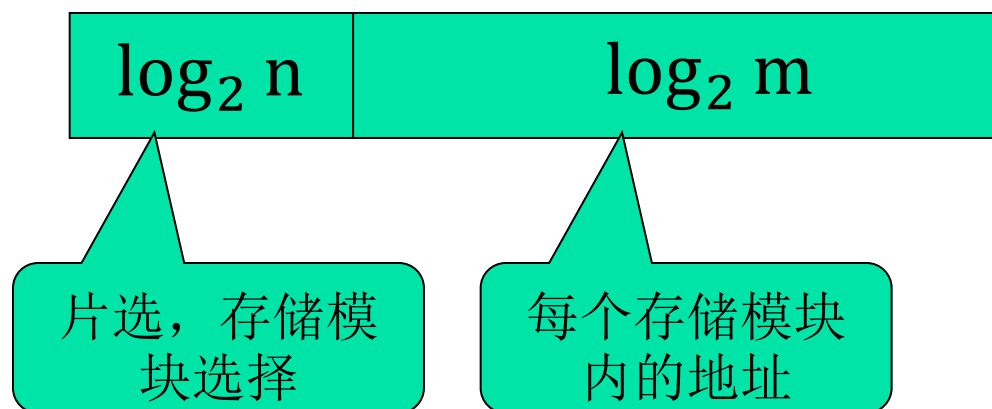 log₂ n
log₂ m
片选，存储模
块选择
每个存储模块
内的地址